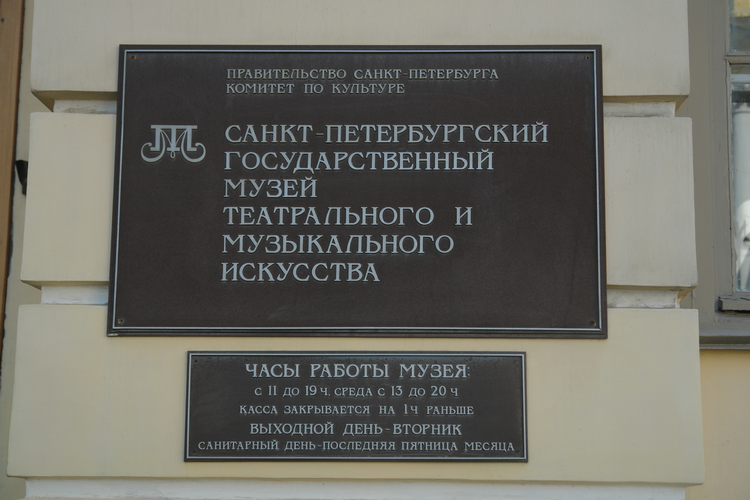 ПРАВИТЕЛЬСТВО САНКТ-ПЕТЕРБУРГА
КОМИТЕТ ПО КУЛЬТУРЕ
САНКТ-ПЕТЕРБУРГСКИЙ
ГОСУДАРСТВЕННЫЙ
МУЗЕЙ
ТЕАТРАЛЬНОГО И
МУЗЫКАЛЬНОГО
ИСКУССТВА
ЧАСЫ РАБОТЫ МУЗЕЯ:
С 11 ДО 19 Ч. СРЕДА С 13 ДО 20 Ч
КАССА ЗАКРЫВАЕТСЯ НА 1 Ч РАНЬШЕ
ВЫХОДНОЙ ДЕНЬ-ВТОРНИК
САНИТАРНЫЙ ДЕНЬ-ПОСЛЕДНЯЯ ПЯТНИЦА МЕСЯЦА